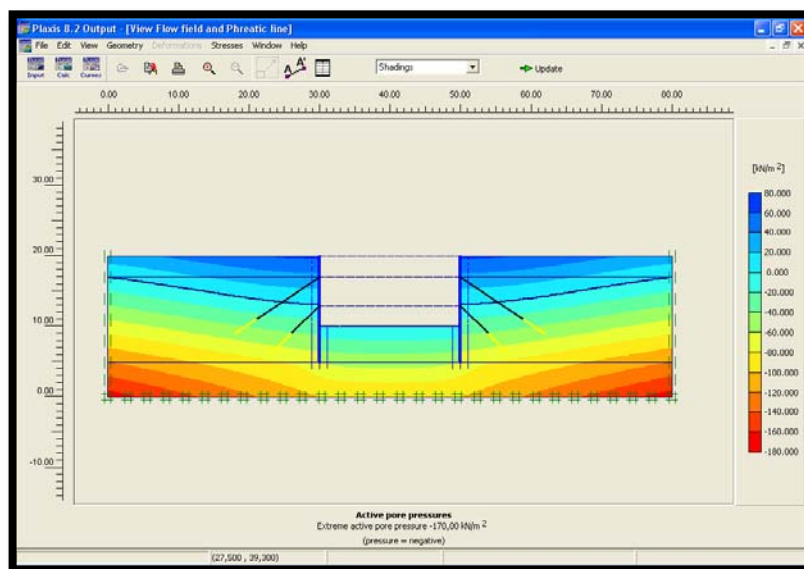 Plaxis 8.2 Output - [View Flow field and Phreatic line]
File Edit View Geometry Deformations Stresses Window Help
Input Calc Curves Shadings Update
0.00 10.00 20.00 30.00 40.00 50.00 60.00 70.00 80.00
30.00
20.00
10.00
0.00
-10.00
[kN/m 2]
80.000
60.000
40.000
20.000
0.000
-20.000
-40.000
-60.000
-80.000
-100.000
-120.000
-140.000
-160.000
-180.000
Active pore pressures
Extreme active pore pressure -170,00 kN/m 2
(pressure = negative)
(27,500 , 39,300)